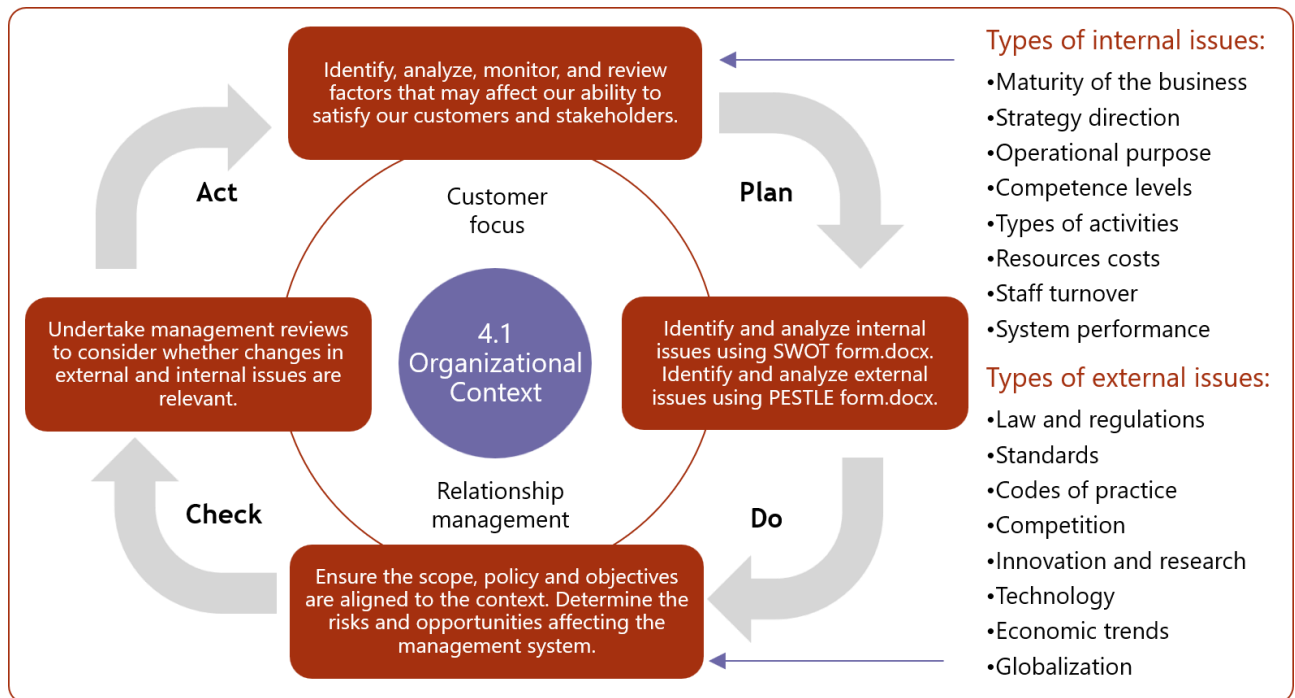 Identify, analyze, monitor, and review
factors that may affect our ability to
satisfy our customers and stakeholders.
Act
Plan
Customer
focus
Undertake management reviews
to consider whether changes in
external and internal issues are
relevant.
4.1
Organizational
Context
Identify and analyze internal
issues using SWOT form.docx.
Identify and analyze external
issues using PESTLE form.docx.
Relationship
management
Check
Do
Ensure the scope, policy and objectives
are aligned to the context. Determine the
risks and opportunities affecting the
management system.
Types of internal issues:
•Maturity of the business
•Strategy direction
•Operational purpose
•Competence levels
•Types of activities
•Resources costs
•Staff turnover
•System performance
Types of external issues:
•Law and regulations
•Standards
•Codes of practice
•Competition
•Innovation and research
•Technology
•Economic trends
•Globalization